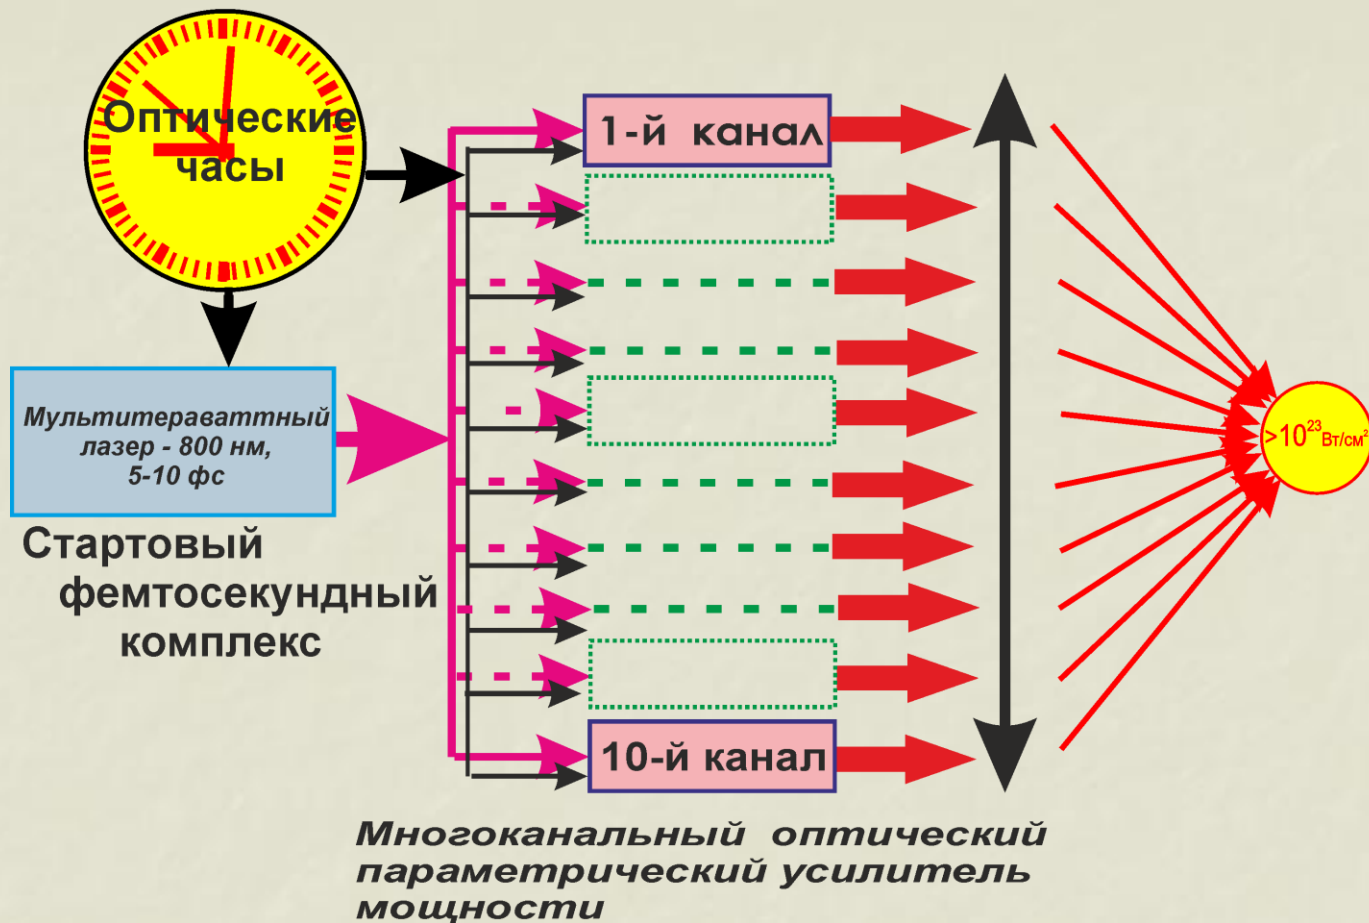 Оптические
часы
1-й канал
Мультитераваттный
лазер - 800 нм,
5-10 фс
>10²³ Вт/см²
Стартовый
фемтосекундный
комплекс
10-й канал
Многоканальный оптический
параметрический усилитель
мощности